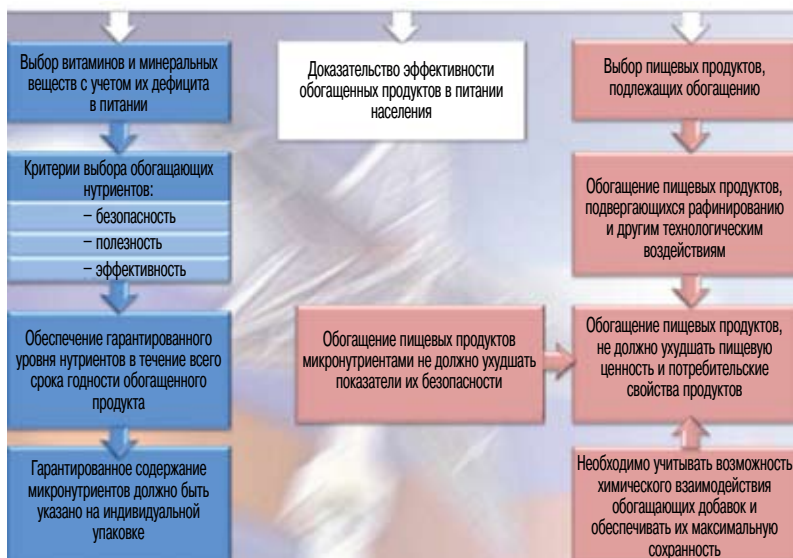 Выбор витаминов и минеральных
веществ с учетом их дефицита
в питании
Критерии выбора обогащающих
нутриентов:
– безопасность
– полезность
– эффективность
Обеспечение гарантированного
уровня нутриентов в течение всего
срока годности обогащенного
продукта
Гарантированное содержание
микронутриентов должно быть
указано на индивидуальной
упаковке
Доказательство эффективности
обогащенных продуктов в питании
населения
Обогащение пищевых продуктов
микронутриентами не должно ухудшать
показатели их безопасности
Выбор пищевых продуктов,
подлежащих обогащению
Обогащение пищевых продуктов,
подвергающихся рафинированию
и другим технологическим
воздействиям
Обогащение пищевых продуктов,
не должно ухудшать пищевую
ценность и потребительские
свойства продуктов
Необходимо учитывать возможность
химического взаимодействия
обогащающих добавок и
обеспечивать их максимальную
сохранность